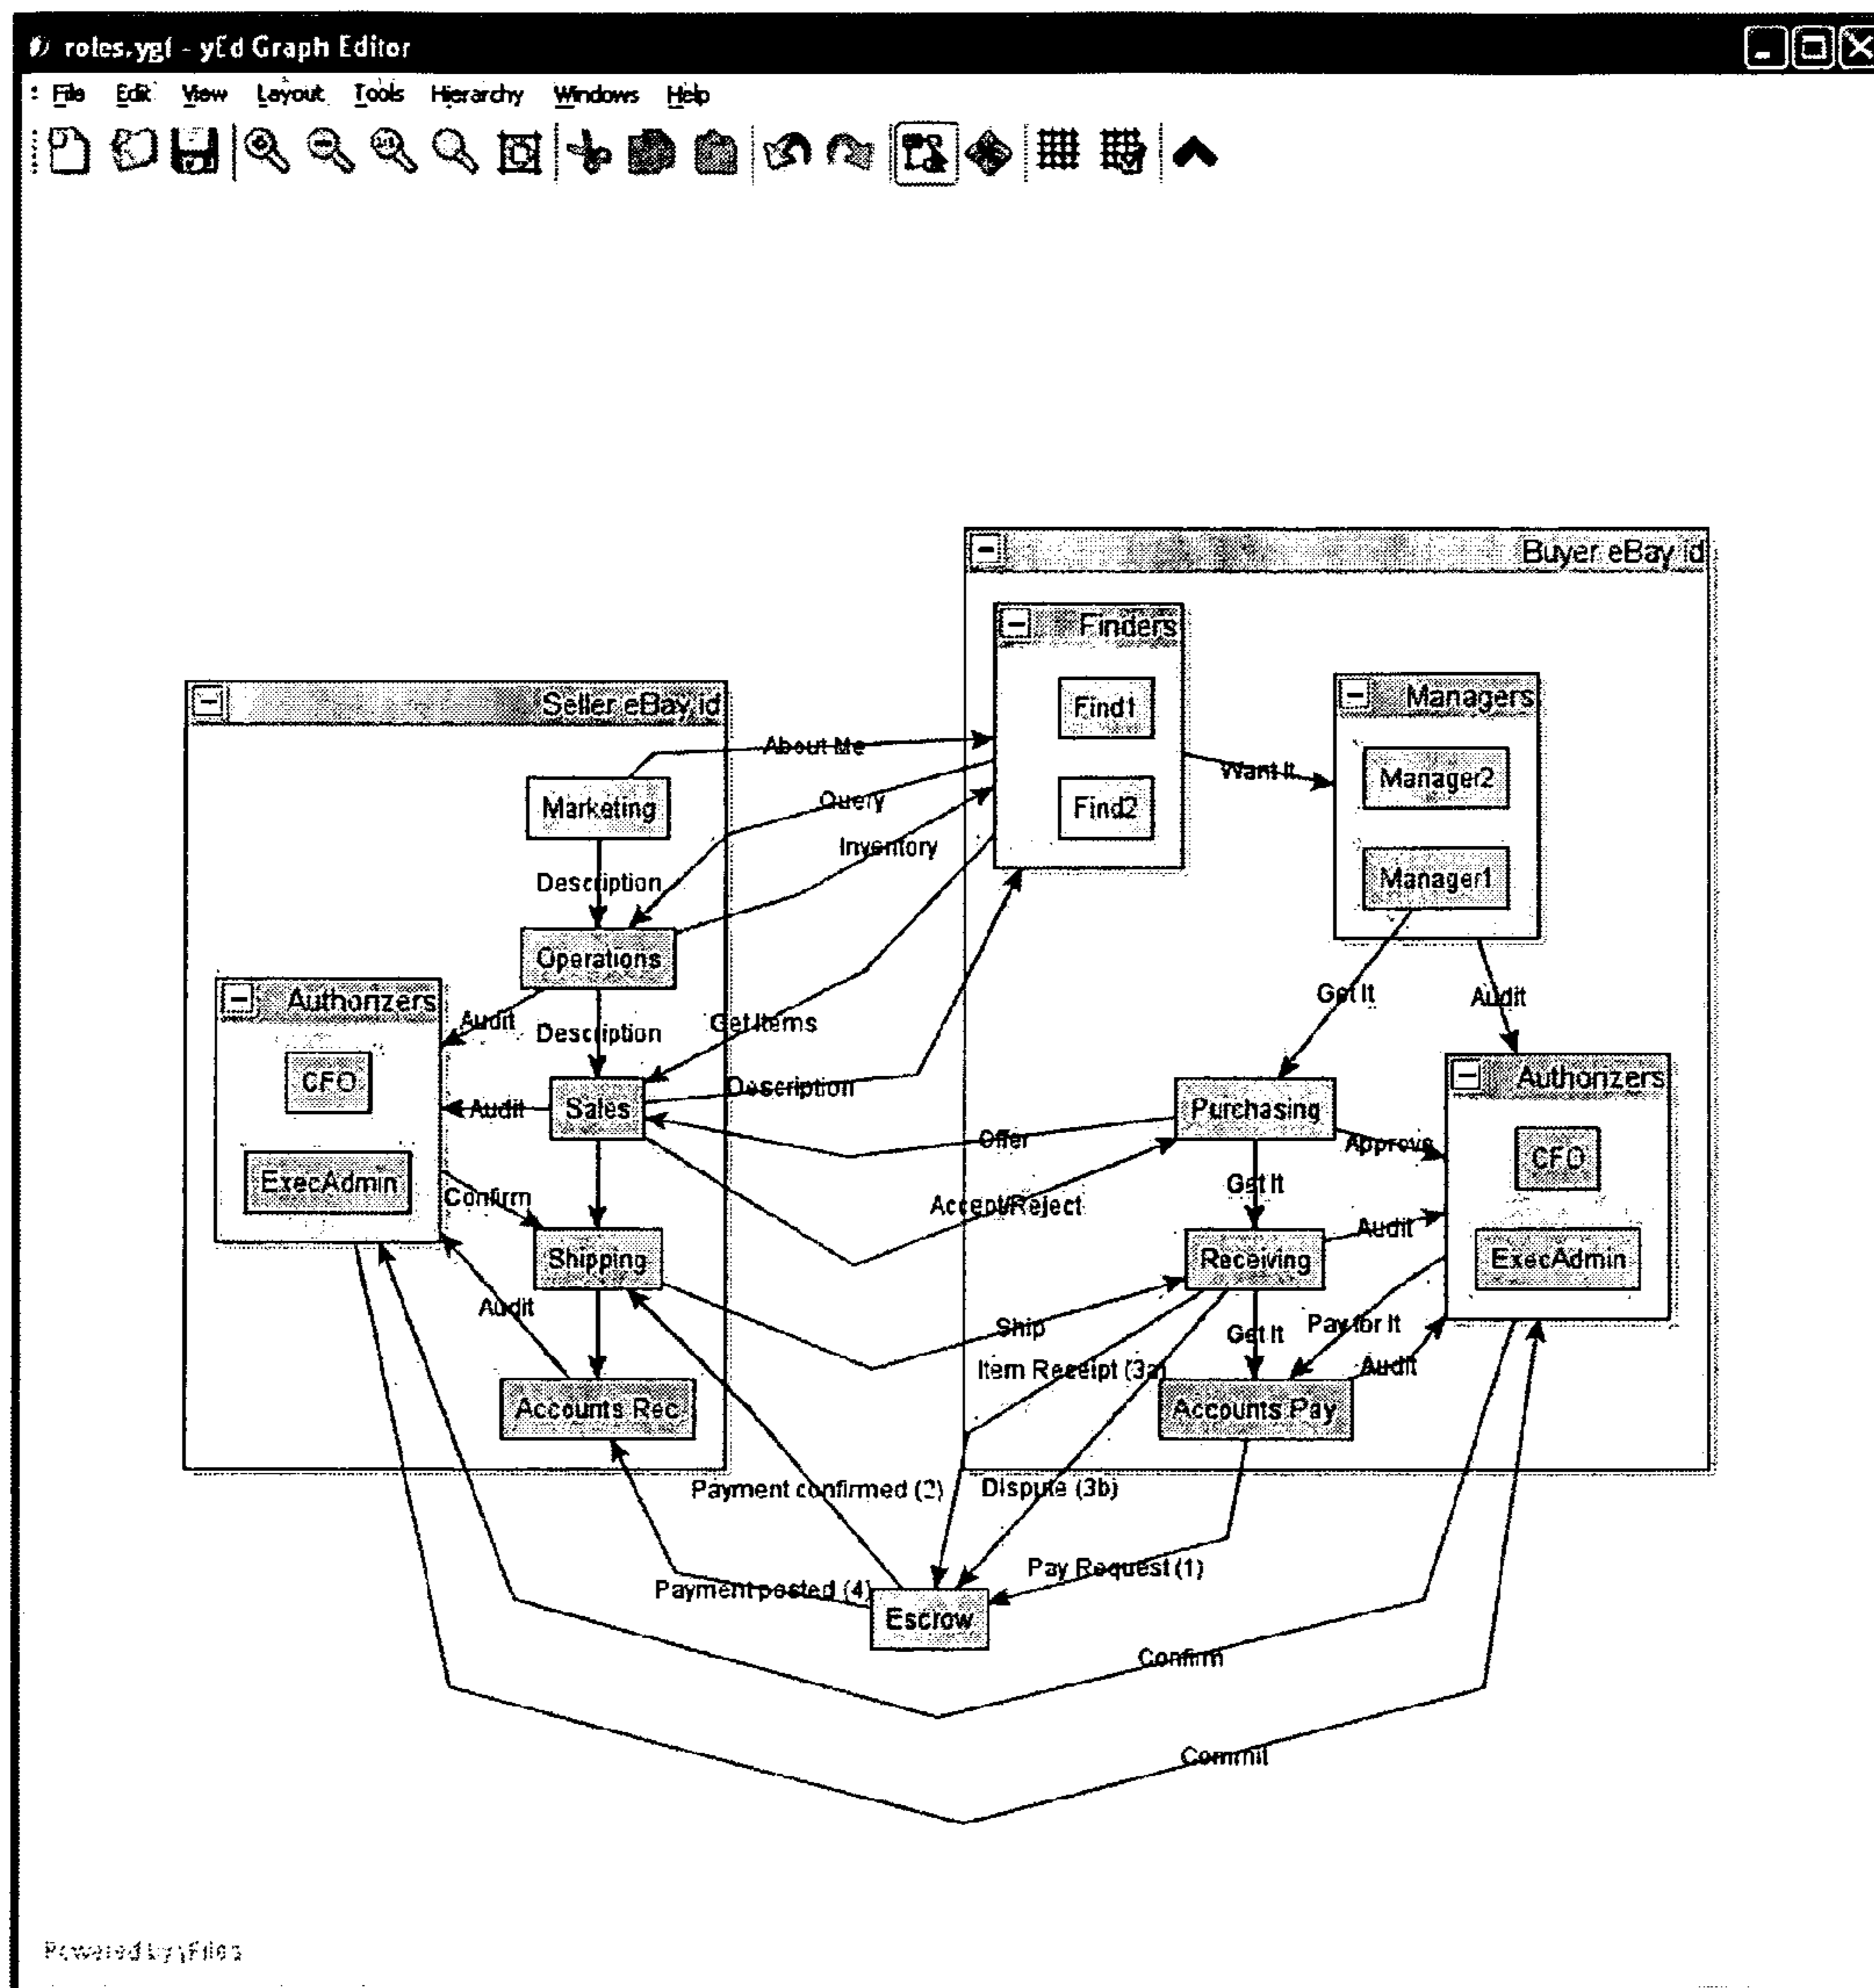 roles.ygf - yEd Graph Editor
File Edit View Layout Tools Hierarchy Windows Help
Buyer eBay id
Finders
Find1
Find2
Managers
Manager2
Manager1
Seller eBay id
Marketing
About Me
Want It
Query
Inventory
Description
Operations
Authorizers
CFO
ExecAdmin
Audit
Description
Get Items
Get It
Audit
Description
Audit
Sales
Purchasing
Authorizers
CFO
ExecAdmin
Offer
Approve
Confirm
Accept/Reject
Get It
Audit
Shipping
Receiving
Audit
Ship
Get It
Pay for It
Item Receipt (3a)
Audit
Accounts Rec
Accounts Pay
Payment confirmed (2)
Dispute (3b)
Pay Request (1)
Payment posted (4)
Escrow
Confirm
Commit
Powered by yFiles